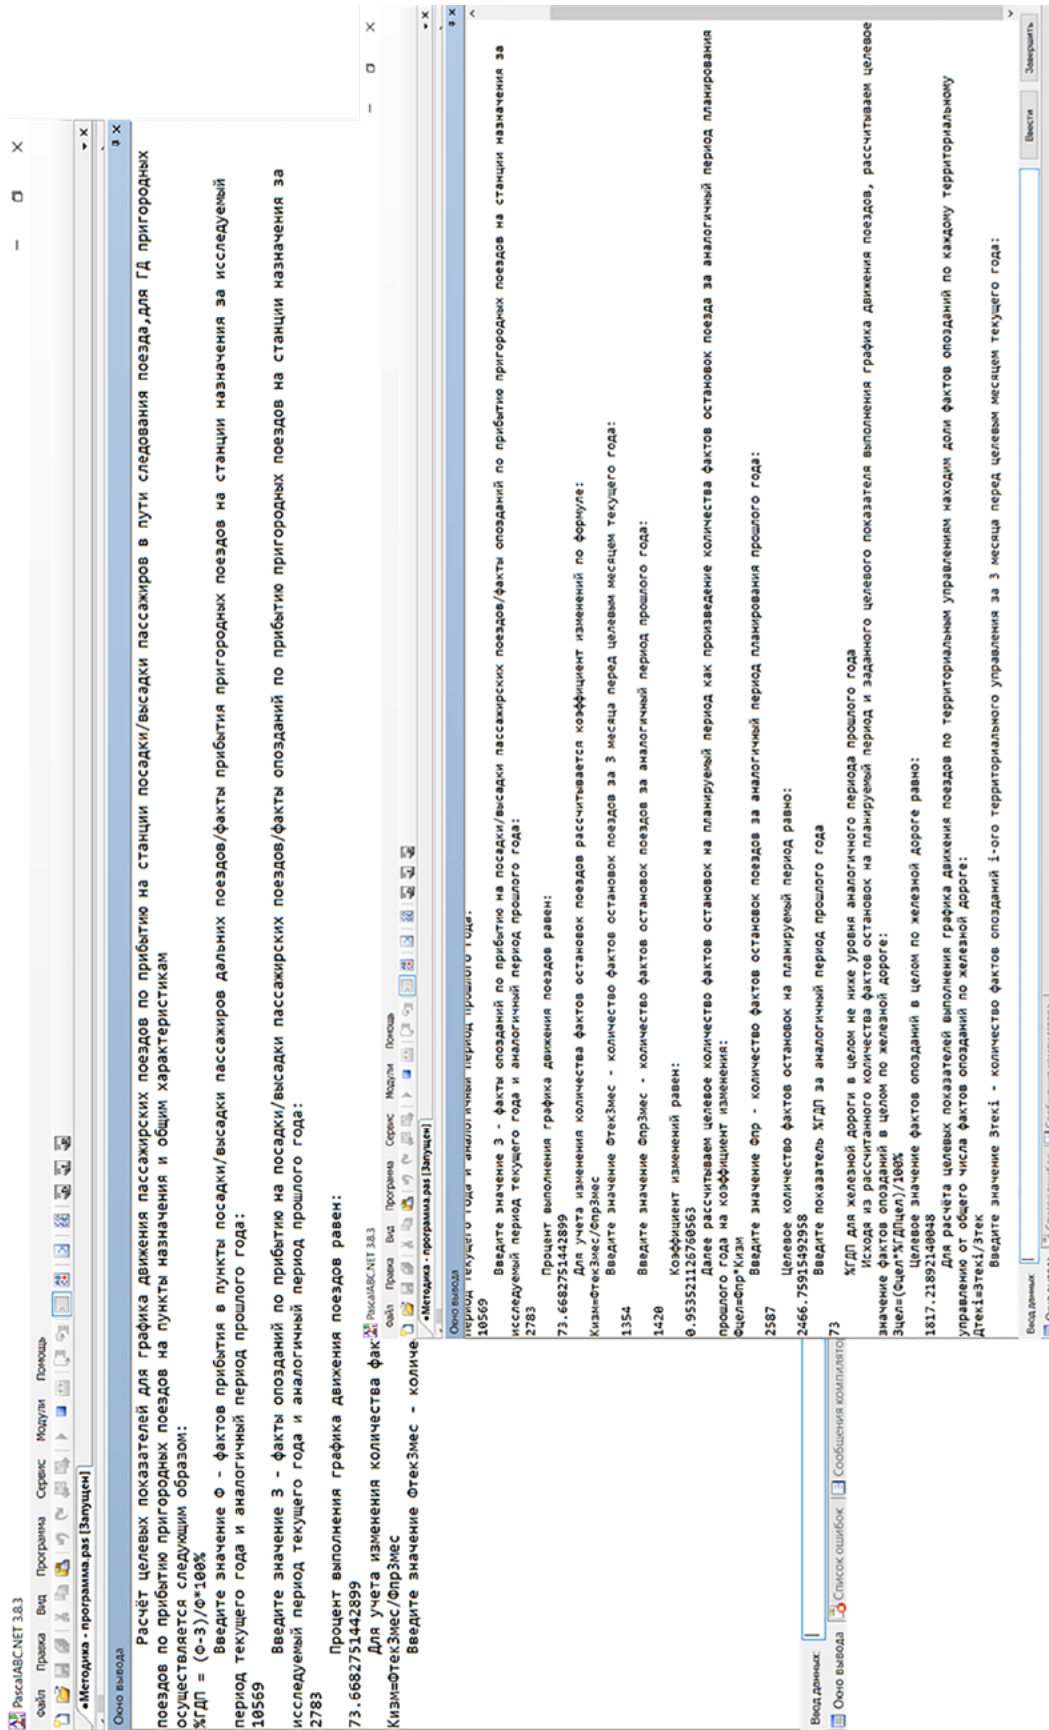 PascalABC.NET 3.8.3
Файл Правка Вид Программа Сервис Модули Помощь
•Методика - программа.pas [Запущен]
Окно вывода
Расчёт целевых показателей для графика движения пассажирских поездов по прибытию на станции посадки/высадки пассажиров в пути следования поезда,для ГД пригородных
поездов по прибытию пригородных поездов на пункты назначения и общим характеристикам
осуществляется следующим образом:
%ГДП = (Ф-З)/Ф*100%
Введите значение Ф - фактов прибытия в пункты посадки/высадки пассажиров дальних поездов/факты прибытия пригородных поездов на станции назначения за исследуемый
период текущего года и аналогичный период прошлого года:
10569
Введите значение З - факты опозданий по прибытию на посадки/высадки пассажирских поездов/факты опозданий по прибытию пригородных поездов на станции назначения за
исследуемый период текущего года и аналогичный период прошлого года:
2783
Процент выполнения графика движения поездов равен:
73.6682751442899
Для учета изменения количества фак
Кизм=Фтек3мес/Фпр3мес
Введите значение Фтек3мес - количе
Ввод данных:
Окно вывода Список ошибок Сообщения компилято
PascalABC.NET 3.8.3
Файл Правка Вид Программа Сервис Модули Помощь
•Методика - программа.pas [Запущен]
Окно вывода
период текущего года и аналогичный период прошлого года:
10569
Введите значение З - факты опозданий по прибытию на посадки/высадки пассажирских поездов/факты опозданий по прибытию пригородных поездов на станции назначения за
исследуемый период текущего года и аналогичный период прошлого года:
2783
Процент выполнения графика движения поездов равен:
73.6682751442899
Для учета изменения количества фактов остановок поездов рассчитывается коэффициент изменений по формуле:
Кизм=Фтек3мес/Фпр3мес
Введите значение Фтек3мес - количество фактов остановок поездов за 3 месяца перед целевым месяцем текущего года:
1354
Введите значение Фпр3мес - количество фактов остановок поездов за аналогичный период прошлого года:
1420
Коэффициент изменений равен:
0.953521126760563
Далее рассчитываем целевое количество фактов остановок на планируемый период как произведение количества фактов остановок поезда за аналогичный период планирования
прошлого года на коэффициент изменения:
Фцел=Фпр*Кизм
Введите значение Фпр - количество фактов остановок поездов за аналогичный период планирования прошлого года:
2587
Целевое количество фактов остановок на планируемый период равно:
2466.75915492958
Введите показатель %ГДП за аналогичный период прошлого года
73
%ГДП для железной дороги в целом не ниже уровня аналогичного периода прошлого года
Исходя из рассчитанного количества фактов остановок на планируемый период и заданного целевого показателя выполнения графика движения поездов, рассчитываем целевое
значение фактов опозданий в целом по железной дороге:
Зцел=(Фцел*%ГДПцел)/100%
Целевое значение фактов опозданий в целом по железной дороге равно:
1817.218921480​48
Для расчёта целевых показателей выполнения графика движения поездов по территориальным управлениям находим доли фактов опозданий по каждому территориальному
управлению от общего числа фактов опозданий по железной дороге:
Дтекi=Зтекi/Зтек
Введите значение Зтекi - количество фактов опозданий i-ого территориального управления за 3 месяца перед целевым месяцем текущего года:
Ввод данных:
Ввести Завершить